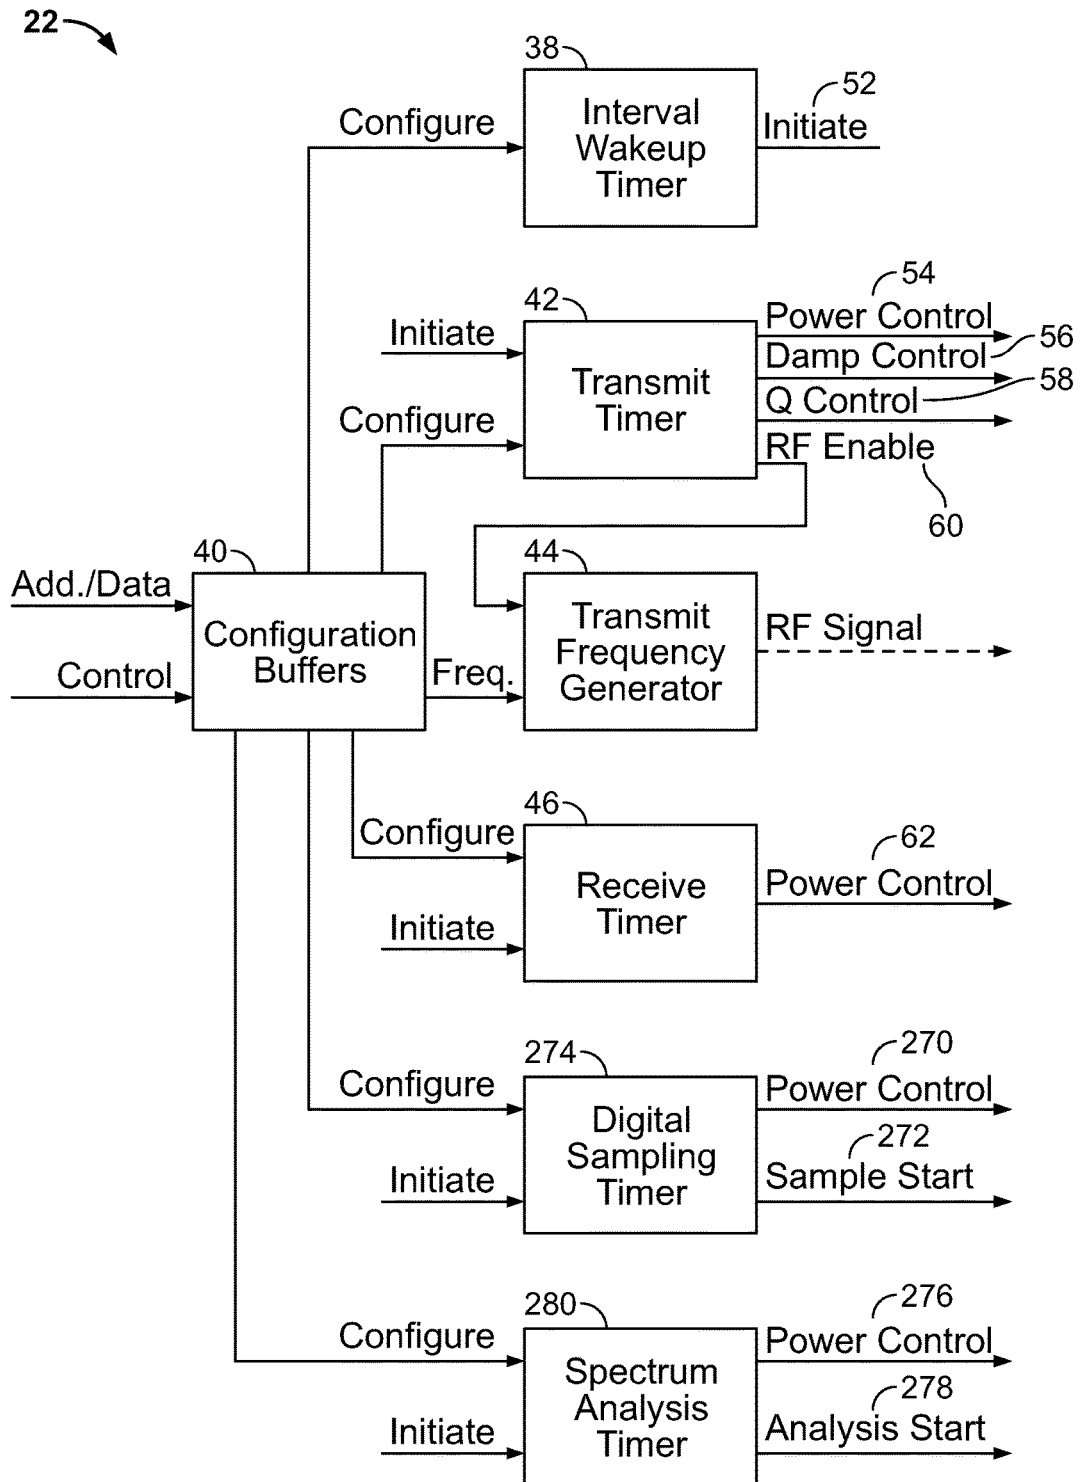 22
38
Configure
Interval
Wakeup
Timer
52
Initiate
42
Initiate
Configure
Transmit
Timer
54
Power Control
56
Damp Control
58
Q Control
RF Enable
60
40
Add./Data
Control
Configuration
Buffers
Freq.
44
Transmit
Frequency
Generator
RF Signal
46
Configure
Initiate
Receive
Timer
62
Power Control
274
Configure
Initiate
Digital
Sampling
Timer
270
Power Control
272
Sample Start
280
Configure
Initiate
Spectrum
Analysis
Timer
276
Power Control
278
Analysis Start